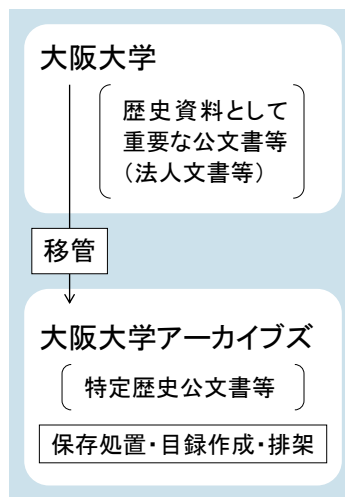 大阪大学
歴史資料として
重要な公文書等
（法人文書等）
移管
大阪大学アーカイブズ
特定歴史公文書等
保存処置・目録作成・排架